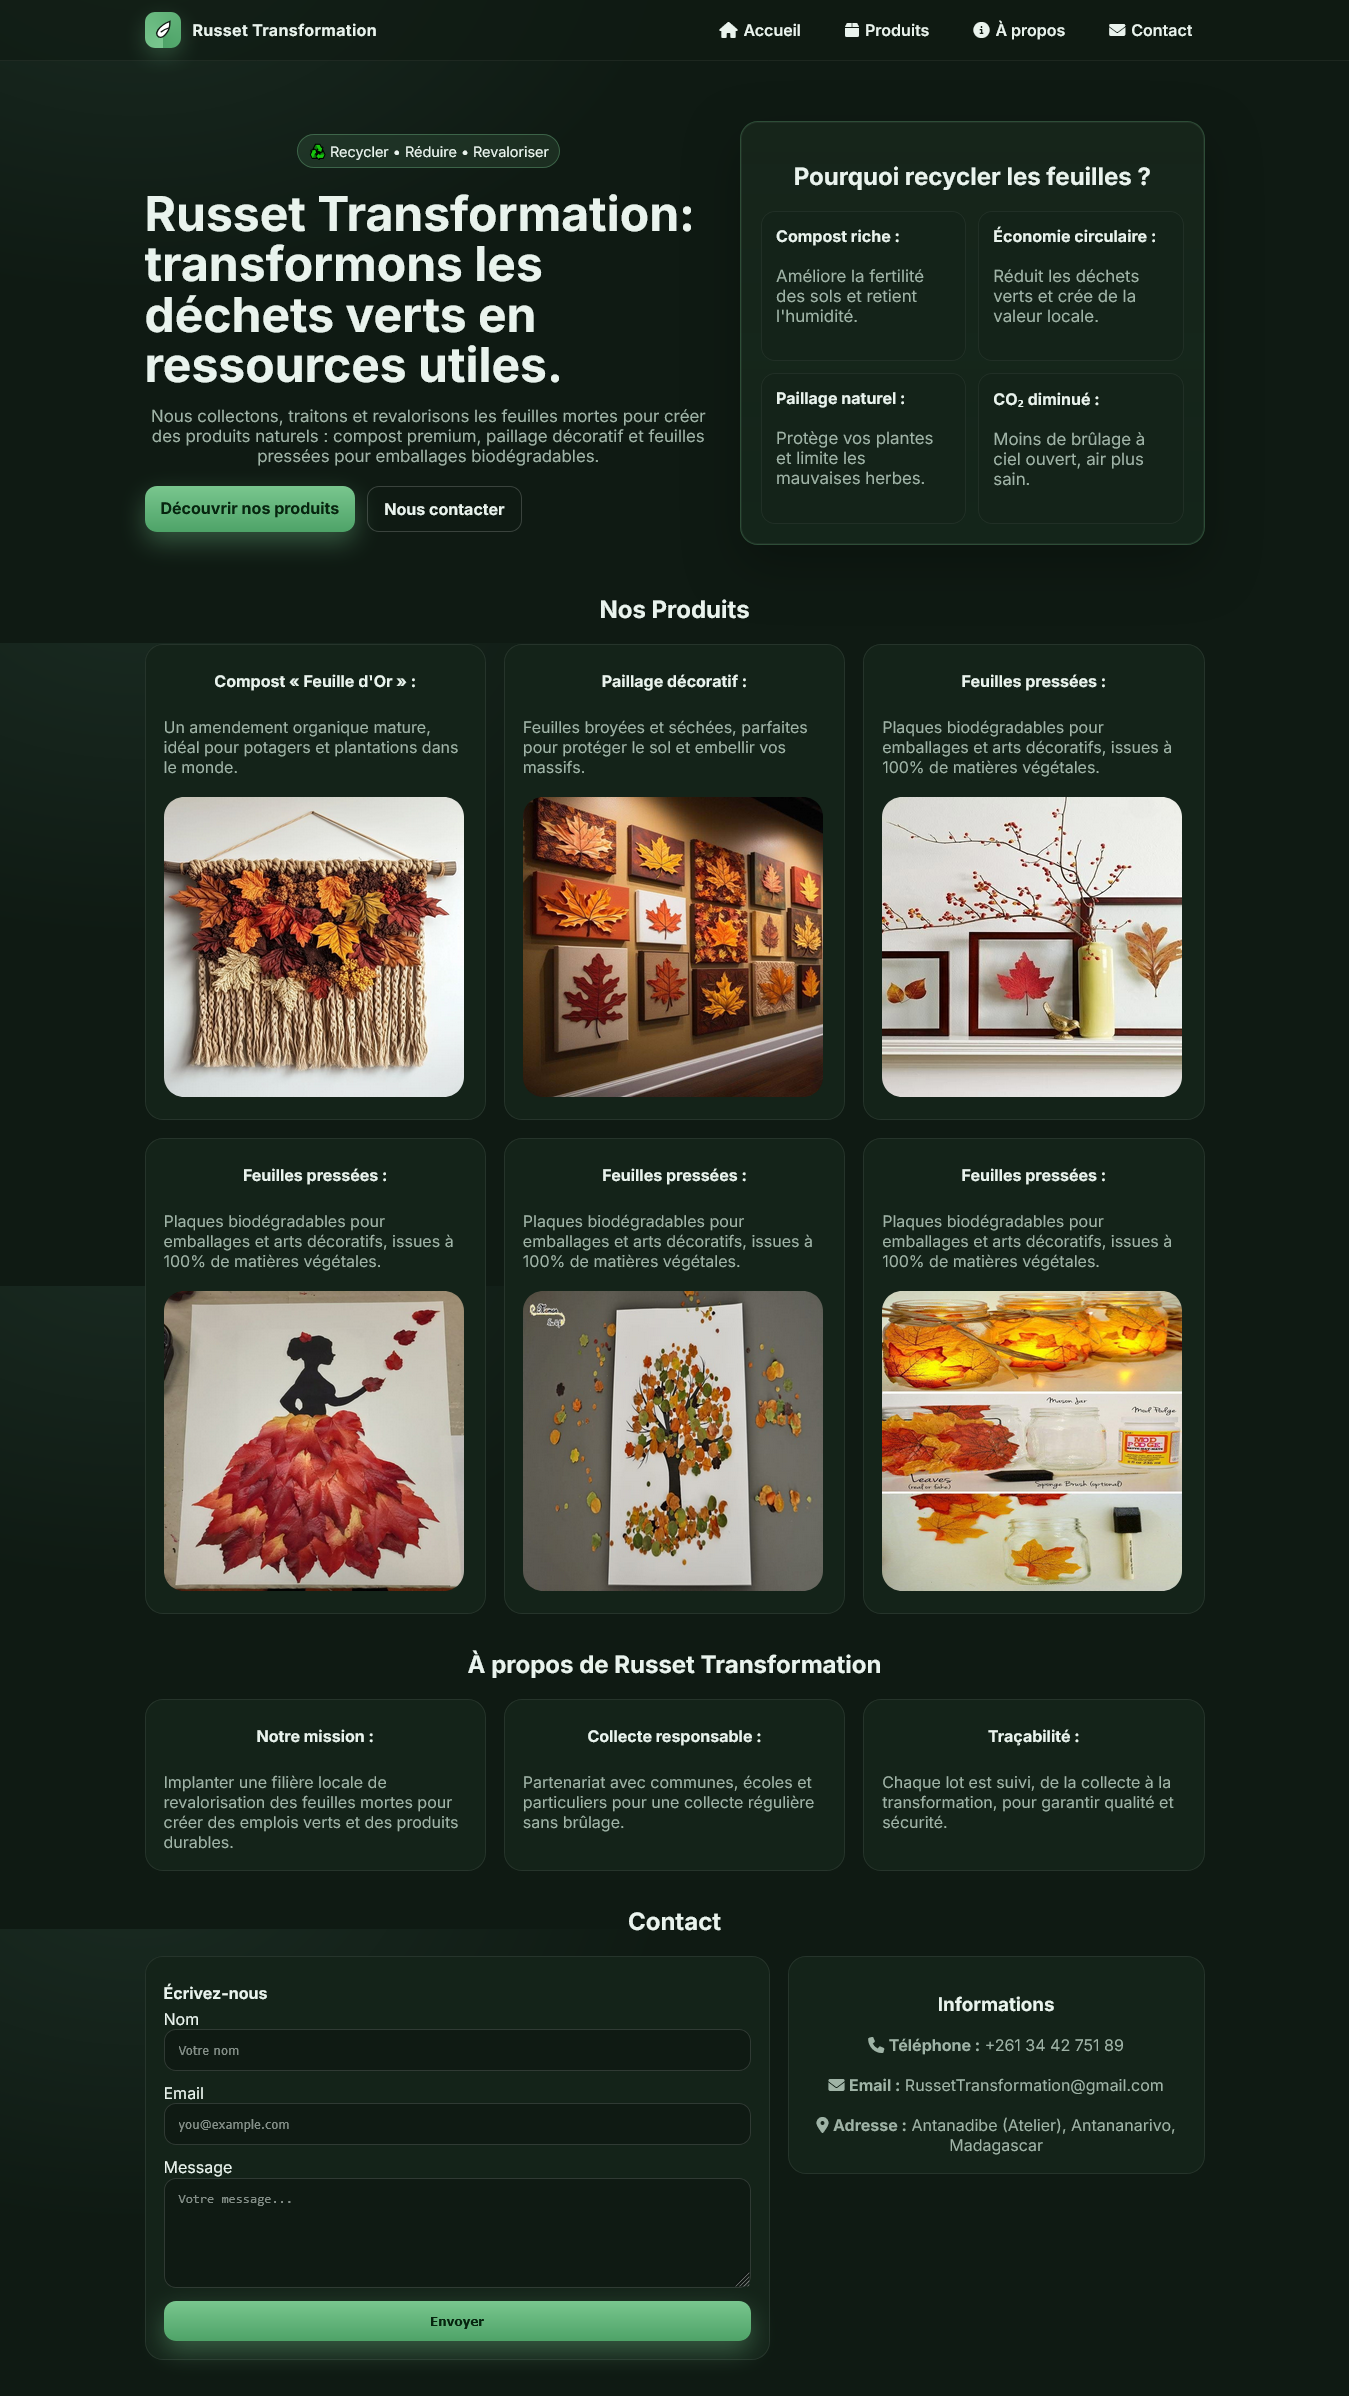 Russet Transformation
Accueil
Produits
À propos
Contact
Recycler • Réduire • Revaloriser
Russet Transformation:
transformons les
déchets verts en
ressources utiles.
Nous collectons, traitons et revalorisons les feuilles mortes pour créer
des produits naturels : compost premium, paillage décoratif et feuilles
pressées pour emballages biodégradables.
Découvrir nos produits
Nous contacter
Pourquoi recycler les feuilles ?
Compost riche :
Améliore la fertilité
des sols et retient
l'humidité.
Économie circulaire :
Réduit les déchets
verts et crée de la
valeur locale.
Paillage naturel :
Protège vos plantes
et limite les
mauvaises herbes.
CO₂ diminué :
Moins de brûlage à
ciel ouvert, air plus
sain.
Nos Produits
Compost « Feuille d'Or » :
Un amendement organique mature,
idéal pour potagers et plantations dans
le monde.
Paillage décoratif :
Feuilles broyées et séchées, parfaites
pour protéger le sol et embellir vos
massifs.
Feuilles pressées :
Plaques biodégradables pour
emballages et arts décoratifs, issues à
100% de matières végétales.
Feuilles pressées :
Plaques biodégradables pour
emballages et arts décoratifs, issues à
100% de matières végétales.
Feuilles pressées :
Plaques biodégradables pour
emballages et arts décoratifs, issues à
100% de matières végétales.
Feuilles pressées :
Plaques biodégradables pour
emballages et arts décoratifs, issues à
100% de matières végétales.
Mason Jar
Mod Podge
MOD
PODGE
Leaves
(real or fake)
Sponge Brush (optional)
À propos de Russet Transformation
Notre mission :
Implanter une filière locale de
revalorisation des feuilles mortes pour
créer des emplois verts et des produits
durables.
Collecte responsable :
Partenariat avec communes, écoles et
particuliers pour une collecte régulière
sans brûlage.
Traçabilité :
Chaque lot est suivi, de la collecte à la
transformation, pour garantir qualité et
sécurité.
Contact
Écrivez-nous
Nom
Votre nom
Email
you@example.com
Message
Votre message...
Envoyer
Informations
Téléphone : +261 34 42 751 89
Email : RussetTransformation@gmail.com
Adresse : Antanadibe (Atelier), Antananarivo,
Madagascar